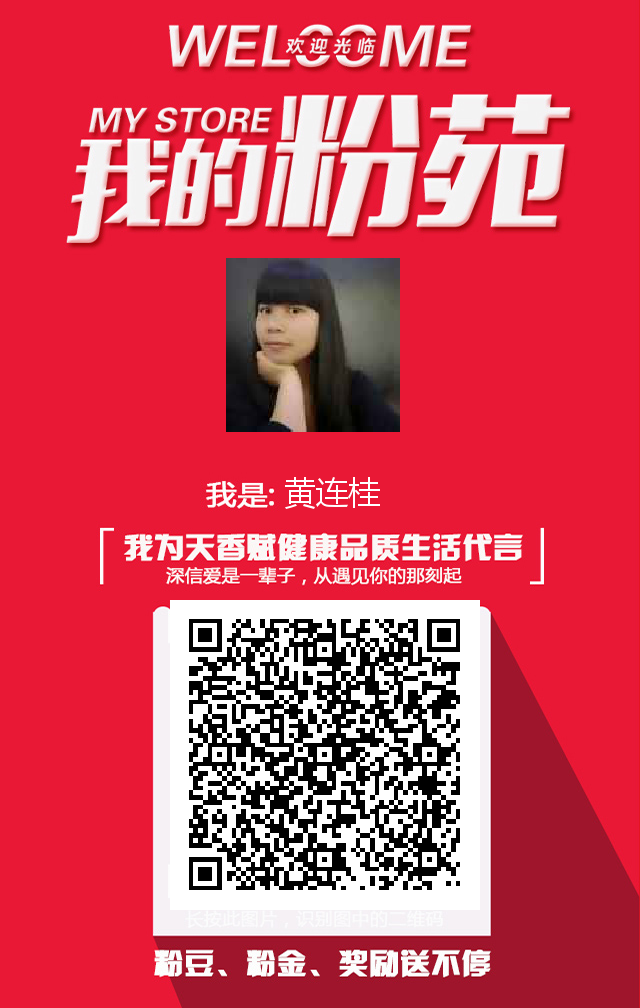 WELCOME
欢迎光临
MY STORE
我的粉苑
我是: 黄连桂
我为天香赋健康品质生活代言
深信爱是一辈子，从遇见你的那刻起
长按此图片，识别图中的二维码
粉豆、粉金、奖励送不停